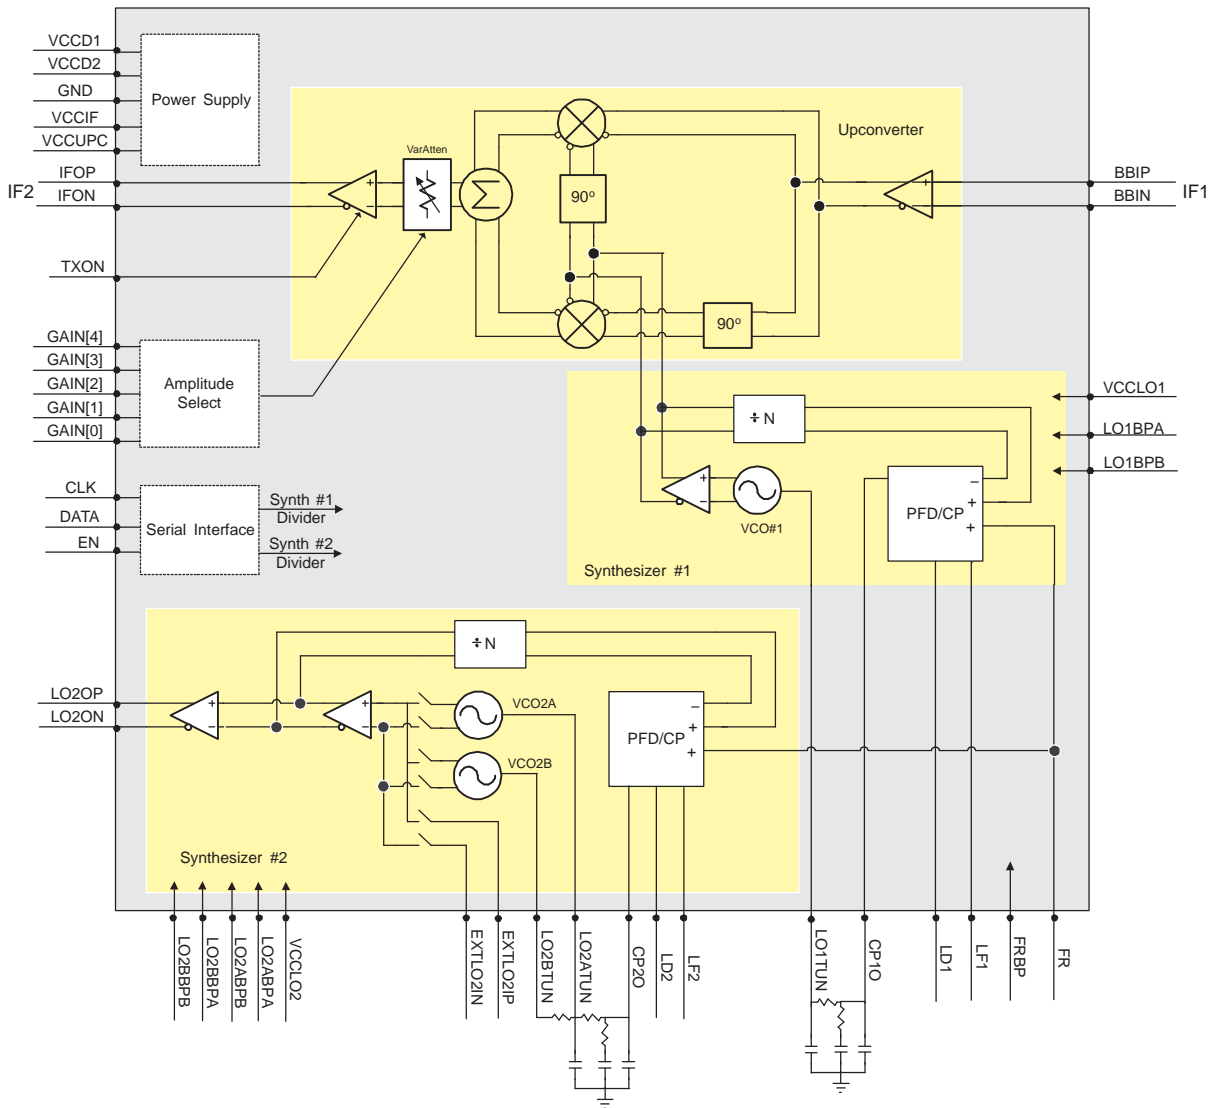 VCCD1
VCCD2
GND
VCCIF
VCCUPC
Power Supply
Upconverter
VarAtten
IF2
IFOP
IFON
+
−
Σ
90º
+
−
BBIP
BBIN
IF1
TXON
90º
GAIN[4]
GAIN[3]
GAIN[2]
GAIN[1]
GAIN[0]
Amplitude
Select
VCCLO1
LO1BPA
LO1BPB
÷ N
+
−
VCO#1
PFD/CP
−
+
+
Synthesizer #1
CLK
DATA
EN
Serial Interface
Synth #1
Divider
Synth #2
Divider
÷ N
LO2OP
LO2ON
+
−
+
−
VCO2A
VCO2B
PFD/CP
−
+
+
Synthesizer #2
LO2BBPB
LO2BBPA
LO2ABPB
LO2ABPA
VCCLO2
EXTLO2IN
EXTLO2IP
LO2BTUN
LO2ATUN
CP2O
LD2
LF2
LO1TUN
CP1O
LD1
LF1
FRBP
FR